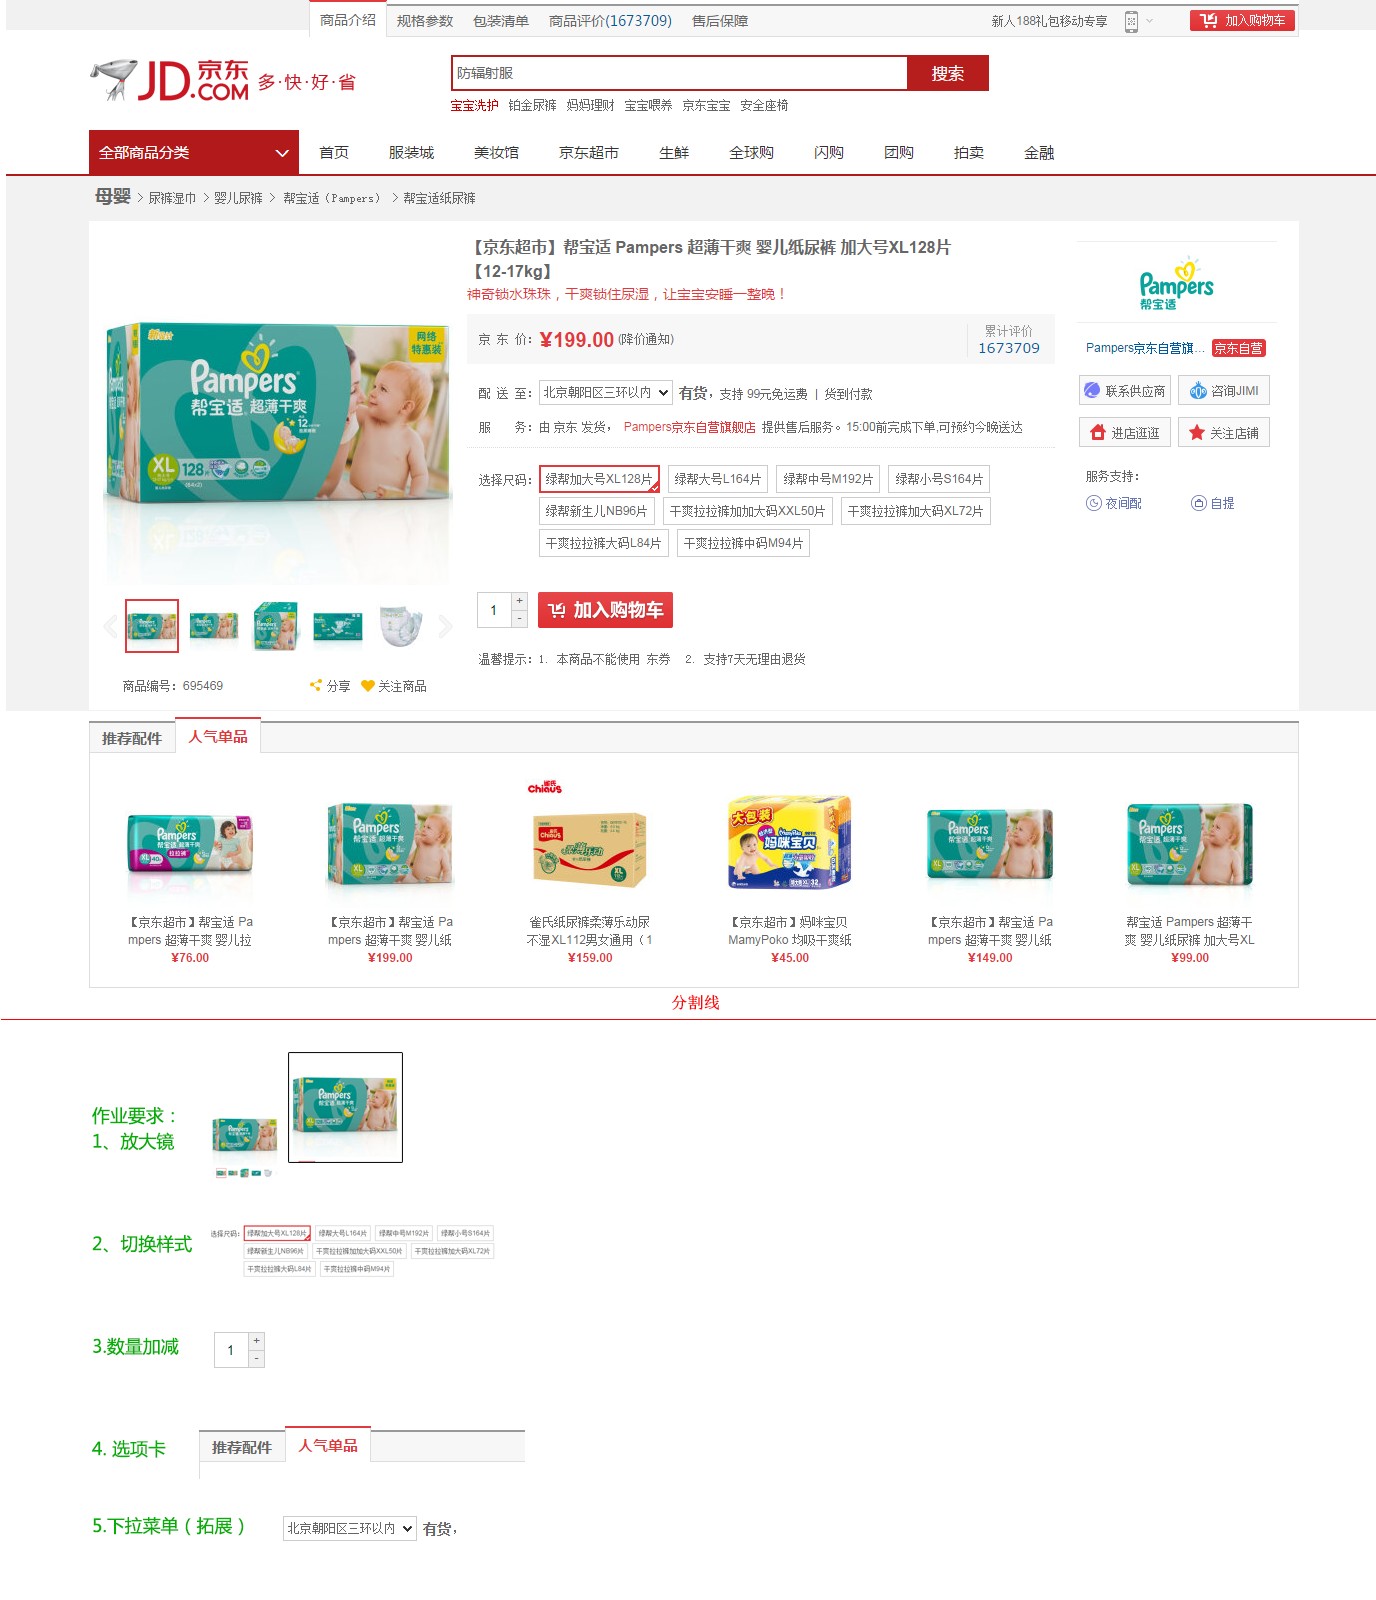 商品介绍 规格参数 包装清单 商品评价(1673709) 售后保障 新人188礼包移动专享 加入购物车
JD 京东 .COM 多·快·好·省
防辐射服 搜索
宝宝洗护 铂金尿裤 妈妈理财 宝宝喂养 京东宝宝 安全座椅
全部商品分类 首页 服装城 美妆馆 京东超市 生鲜 全球购 闪购 团购 拍卖 金融
母婴 > 尿裤湿巾 > 婴儿尿裤 > 帮宝适（Pampers） > 帮宝适纸尿裤
【京东超市】帮宝适 Pampers 超薄干爽 婴儿纸尿裤 加大号XL128片
【12-17kg】
神奇锁水珠珠，干爽锁住尿湿，让宝宝安睡一整晚！
京 东 价： ¥199.00 (降价通知) 累计评价
1673709
配 送 至： 北京朝阳区三环以内 有货，支持 99元免运费 | 货到付款
服 务：由 京东 发货， Pampers京东自营旗舰店 提供售后服务。15:00前完成下单,可预约今晚送达
选择尺码： 绿帮加大号XL128片 绿帮大号L164片 绿帮中号M192片 绿帮小号S164片
绿帮新生儿NB96片 干爽拉拉裤加加大码XXL50片 干爽拉拉裤加大码XL72片
干爽拉拉裤大码L84片 干爽拉拉裤中码M94片
1 + - 加入购物车
温馨提示：1. 本商品不能使用 东券 2. 支持7天无理由退货
Pampers
帮宝适
Pampers京东自营旗... 京东自营
联系供应商 咨询JIMI
进店逛逛 关注店铺
服务支持：
夜间配 自提
网络
特惠装
Pampers
帮宝适 超薄干爽
12
XL 128片
商品编号：695469 分享 关注商品
推荐配件 人气单品
Chiaus
Pampers
帮宝适
大包装
妈咪宝贝
【京东超市】帮宝适 Pa
mpers 超薄干爽 婴儿拉
¥76.00
【京东超市】帮宝适 Pa
mpers 超薄干爽 婴儿纸
¥199.00
雀氏纸尿裤柔薄乐动尿
不湿XL112男女通用（1
¥159.00
【京东超市】妈咪宝贝
MamyPoko 均吸干爽纸
¥45.00
【京东超市】帮宝适 Pa
mpers 超薄干爽 婴儿纸
¥149.00
帮宝适 Pampers 超薄干
爽 婴儿纸尿裤 加大号XL
¥99.00
分割线
作业要求：
1、放大镜
Pampers
2、切换样式
选择尺码： 绿帮加大号XL128片 绿帮大号L164片 绿帮中号M192片 绿帮小号S164片
绿帮新生儿NB96片 干爽拉拉裤加加大码XXL50片 干爽拉拉裤加大码XL72片
干爽拉拉裤大码L84片 干爽拉拉裤中码M94片
3.数量加减 1 + -
4. 选项卡 推荐配件 人气单品
5.下拉菜单（拓展） 北京朝阳区三环以内 有货，